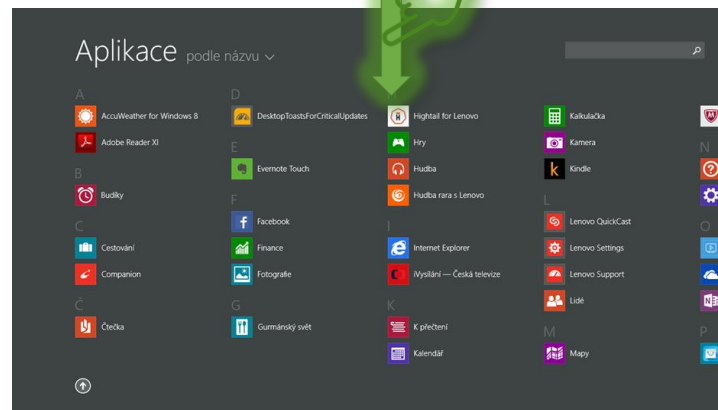 Aplikace podle názvu
A
AccuWeather for Windows 8
Adobe Reader XI
B
Budíky
C
Cestování
Companion
Č
Čtečka
D
DesktopToastsForCriticalUpdates
E
Evernote Touch
F
Facebook
Finance
Fotografie
G
Gurmánský svět
Hightail for Lenovo
Hry
Hudba
Hudba rara s Lenovo
I
Internet Explorer
iVysílání — Česká televize
K
K přečtení
Kalendář
Kalkulačka
Kamera
Kindle
L
Lenovo QuickCast
Lenovo Settings
Lenovo Support
Lidé
M
Mapy
N
O
P